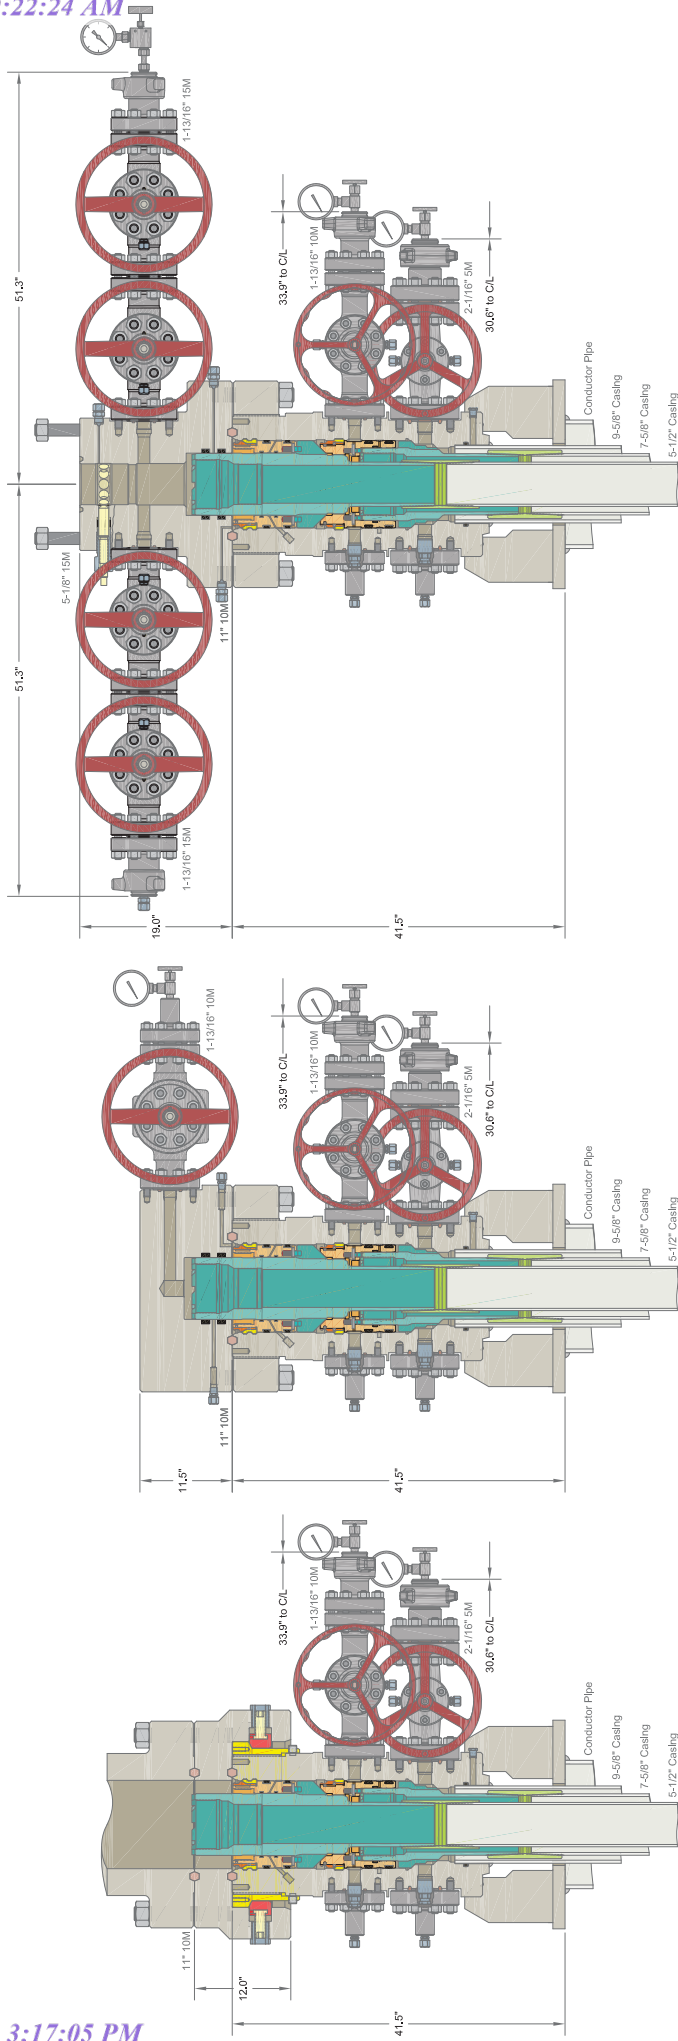 :22:24 AM
1-13/16" 15M
51.3"
33.9" to C/L
1-13/16" 10M
2-1/16" 5M
30.6" to C/L
Conductor Pipe
9-5/8" Casing
7-5/8" Casing
5-1/2" Casing
5-1/8" 15M
11" 10M
51.3"
1-13/16" 15M
19.0"
41.5"
1-13/16" 10M
33.9" to C/L
1-13/16" 10M
2-1/16" 5M
30.6" to C/L
Conductor Pipe
9-5/8" Casing
7-5/8" Casing
5-1/2" Casing
11" 10M
11.5"
41.5"
33.9" to C/L
1-13/16" 10M
2-1/16" 5M
30.6" to C/L
Conductor Pipe
9-5/8" Casing
7-5/8" Casing
5-1/2" Casing
11" 10M
12.0"
41.5"
3:17:05 PM